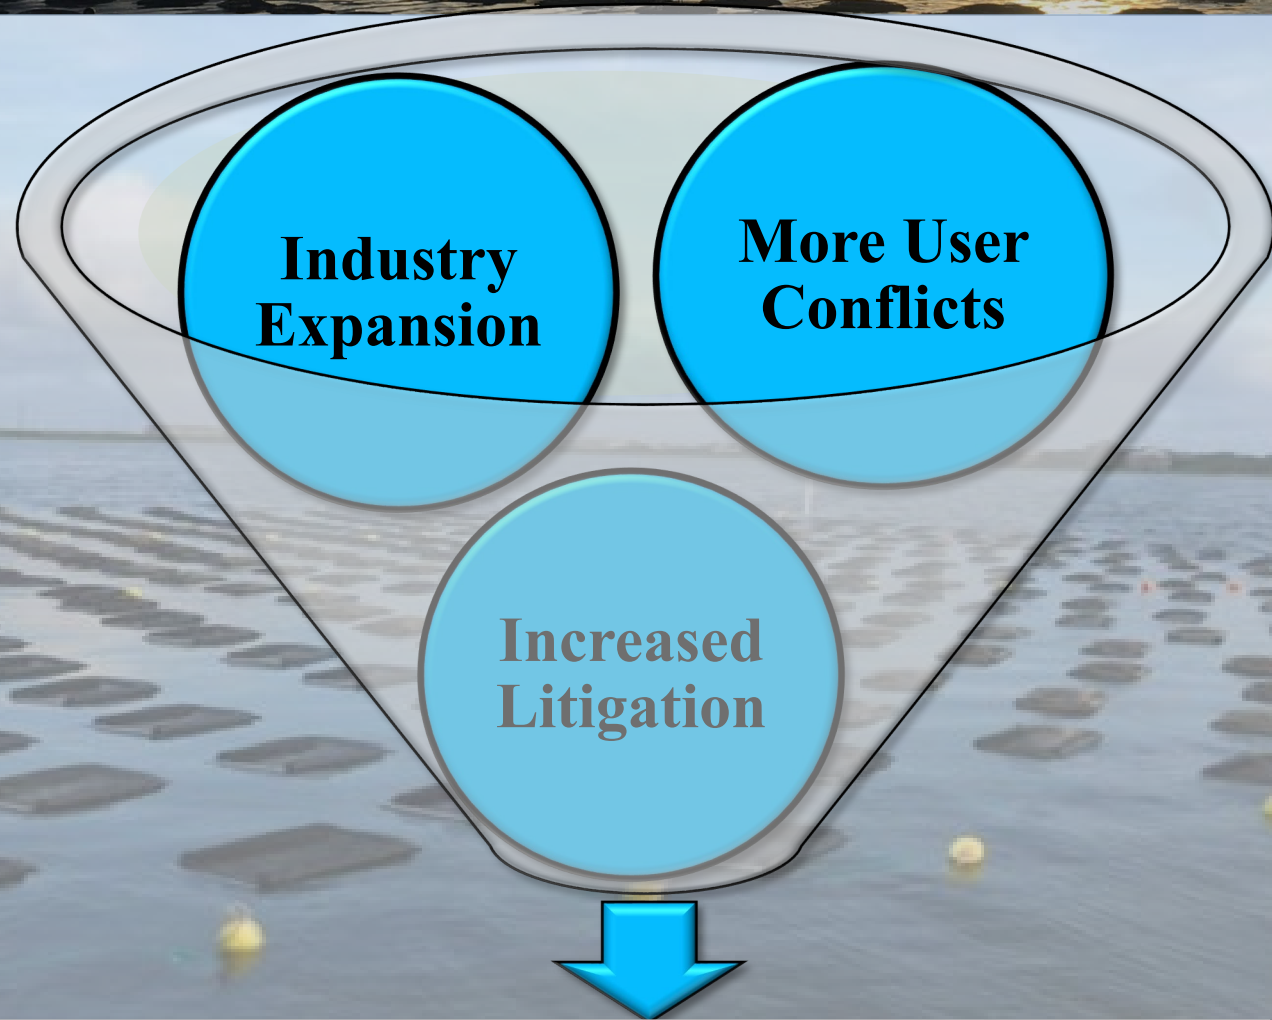 Industry
Expansion
More User
Conflicts
Increased
Litigation